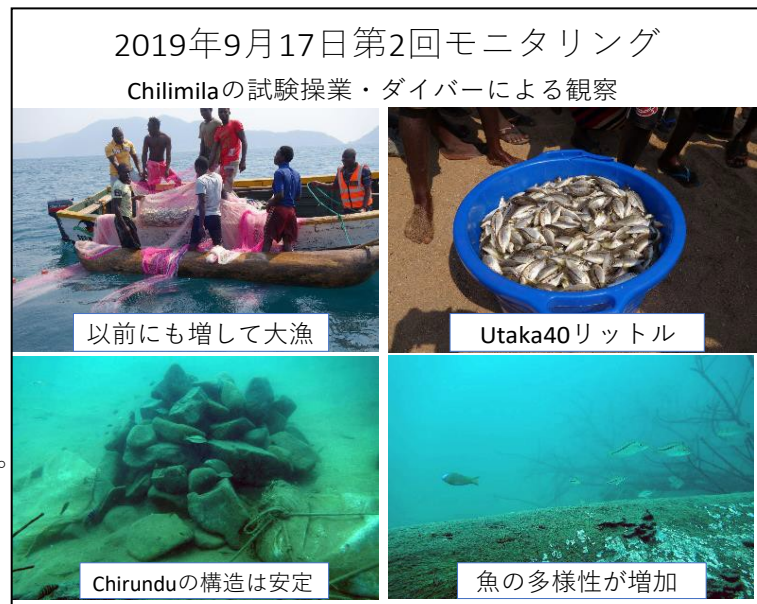 2019年9月17日第2回モニタリング
Chilimilaの試験操業・ダイバーによる観察
以前にも増して大漁
Utaka40リットル
。
Chirunduの構造は安定
魚の多様性が増加